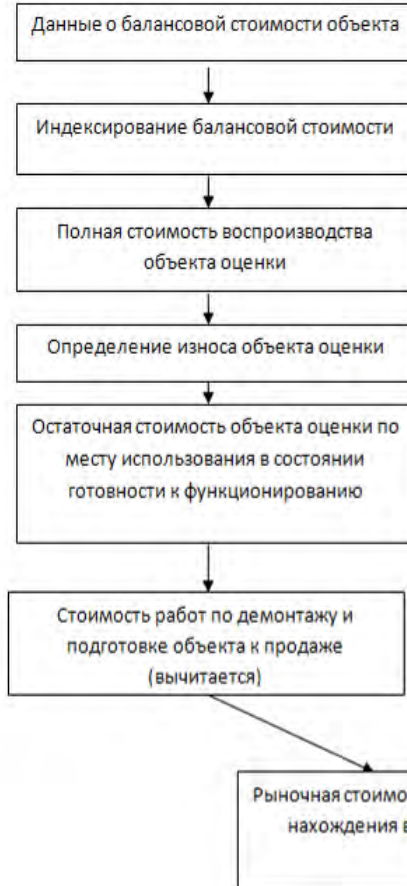 Данные о балансовой стоимости объекта
Индексирование балансовой стоимости
Полная стоимость воспроизводства
объекта оценки
Определение износа объекта оценки
Остаточная стоимость объекта оценки по
месту использования в состоянии
готовности к функционированию
Стоимость работ по демонтажу и
подготовке объекта к продаже
(вычитается)
Рыночная
нахождения в